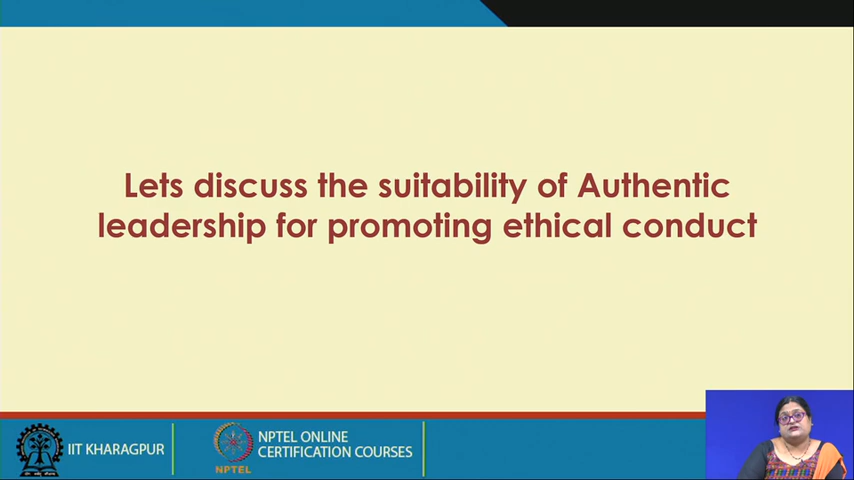 Lets discuss the suitability of Authentic
leadership for promoting ethical conduct
IIT KHARAGPUR
NPTEL
NPTEL ONLINE
CERTIFICATION COURSES